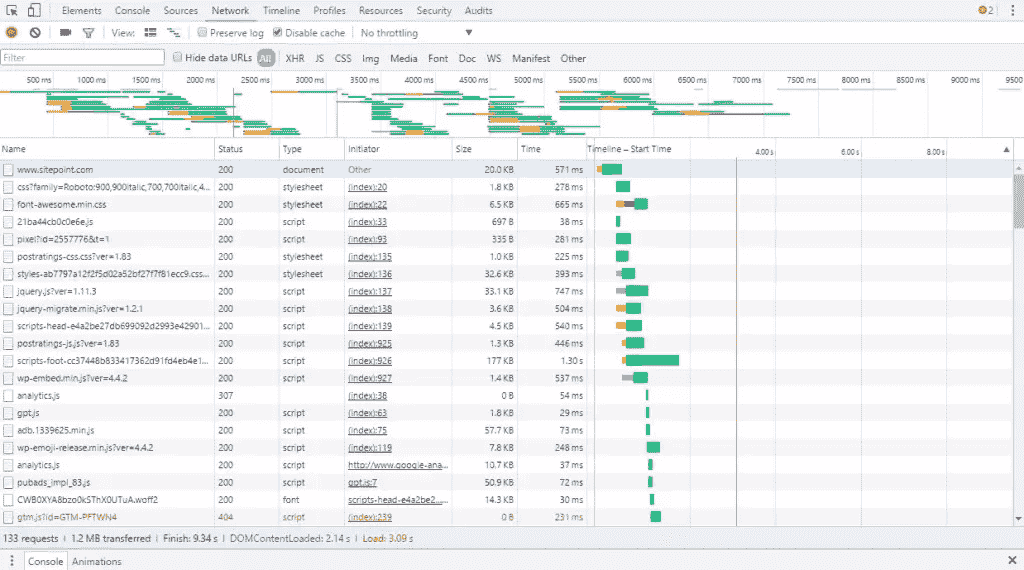 Elements Console Sources Network Timeline Profiles Resources Security Audits 2
View: Preserve log Disable cache No throttling
Filter Hide data URLs All XHR JS CSS Img Media Font Doc WS Manifest Other
500 ms 1000 ms 1500 ms 2000 ms 2500 ms 3000 ms 3500 ms 4000 ms 4500 ms 5000 ms 5500 ms 6000 ms 6500 ms 7000 ms 7500 ms 8000 ms 8500 ms 9000 ms 9500
Name Status Type Initiator Size Time Timeline – Start Time 4.00 s 6.00 s 8.00 s
www.sitepoint.com 200 document Other 20.0 KB 571 ms
css?family=Roboto:900,900italic,700,700italic,4... 200 stylesheet (index):20 1.8 KB 278 ms
font-awesome.min.css 200 stylesheet (index):22 6.5 KB 665 ms
21ba44cb0c0e6e.js 200 script (index):33 697 B 38 ms
pixel?id=2557776&t=1 200 script (index):93 335 B 281 ms
postratings-css.css?ver=1.83 200 stylesheet (index):135 1.0 KB 225 ms
styles-ab7797a12f2f5d02a52bf27f7f81ecc9.css... 200 stylesheet (index):136 32.6 KB 393 ms
jquery.js?ver=1.11.3 200 script (index):137 33.1 KB 747 ms
jquery-migrate.min.js?ver=1.2.1 200 script (index):138 3.6 KB 504 ms
scripts-head-e4a2be27db699092d2993e42901... 200 script (index):139 4.5 KB 540 ms
postratings-js.js?ver=1.83 200 script (index):925 1.3 KB 446 ms
scripts-foot-cc37448b833417362d91fd4eb4e1... 200 script (index):926 177 KB 1.30 s
wp-embed.min.js?ver=4.4.2 200 script (index):927 1.4 KB 537 ms
analytics.js 307 (index):38 0 B 54 ms
gpt.js 200 script (index):63 1.8 KB 29 ms
adb.1339625.min.js 200 script (index):75 57.7 KB 73 ms
wp-emoji-release.min.js?ver=4.4.2 200 script (index):119 7.8 KB 248 ms
analytics.js 200 script http://www.google-ana... 10.7 KB 37 ms
pubads_impl_83.js 200 script gpt.js:7 50.9 KB 72 ms
CWB0XYA8bzo0kSThX0UTuA.woff2 200 font scripts-head-e4a2be2... 14.3 KB 30 ms
gtm.js?id=GTM-PFTWN4 404 script (index):239 0 B 231 ms
133 requests | 1.2 MB transferred | Finish: 9.34 s | DOMContentLoaded: 2.14 s | Load: 3.09 s
Console Animations